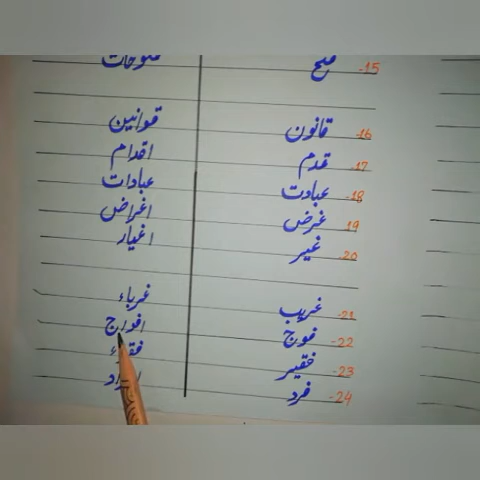 15- فتح فتوحات
16- قانون قوانین
17- قدم اقدام
18- عبادت عبادات
19 غرض اغراض
20. غیر اغیار
21- غریب غرباء
22- فوج افواج
23- فقیر
24- فرد